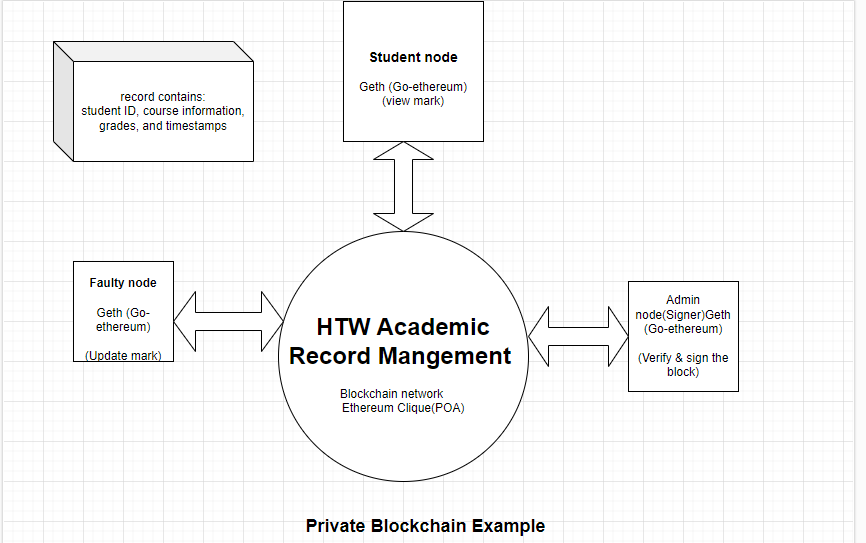 Student node
Geth (Go-ethereum)
(view mark)
record contains:
student ID, course information,
grades, and timestamps
Faulty node
Geth (Go-
ethereum)
(Update mark)
HTW Academic
Record Mangement
Blockchain network
Ethereum Clique(POA)
Admin
node(Signer)Geth
(Go-ethereum)
(Verify & sign the
block)
Private Blockchain Example